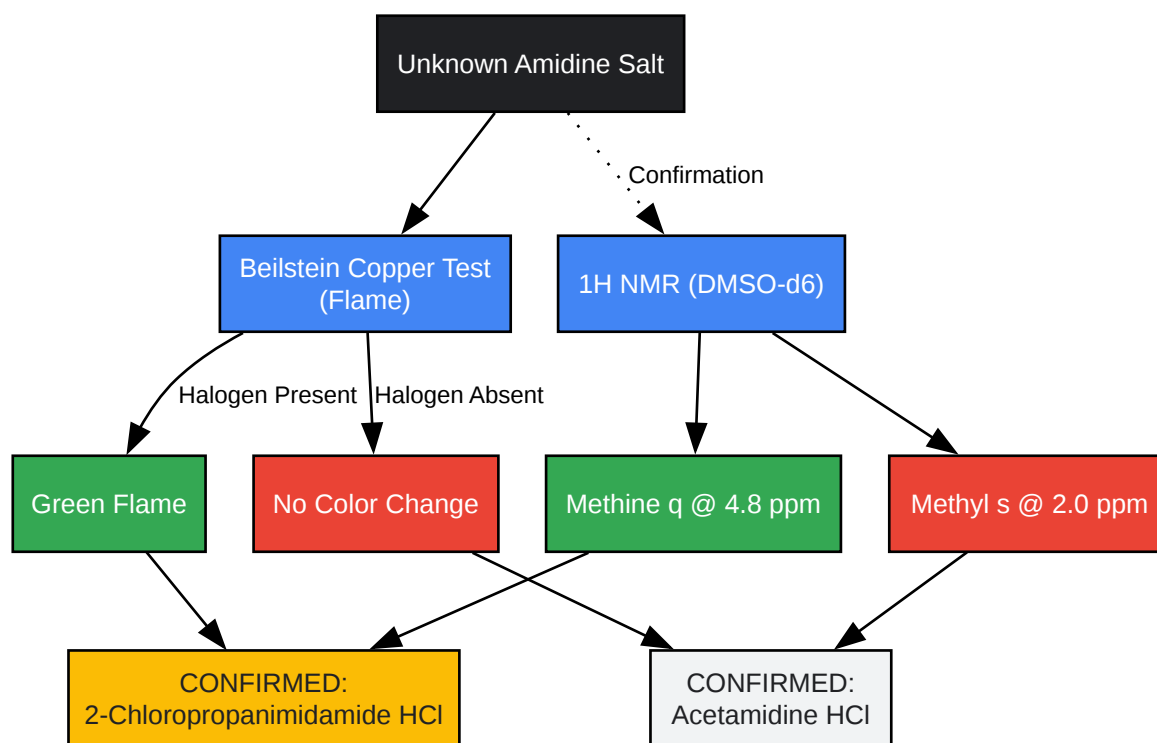 Unknown Amidine Salt
Confirmation
Beilstein Copper Test
(Flame)
1H NMR (DMSO-d6)
Halogen Present
Halogen Absent
Green Flame
No Color Change
Methine q @ 4.8 ppm
Methyl s @ 2.0 ppm
CONFIRMED:
2-Chloropropanimidamide HCl
CONFIRMED:
Acetamidine HCl